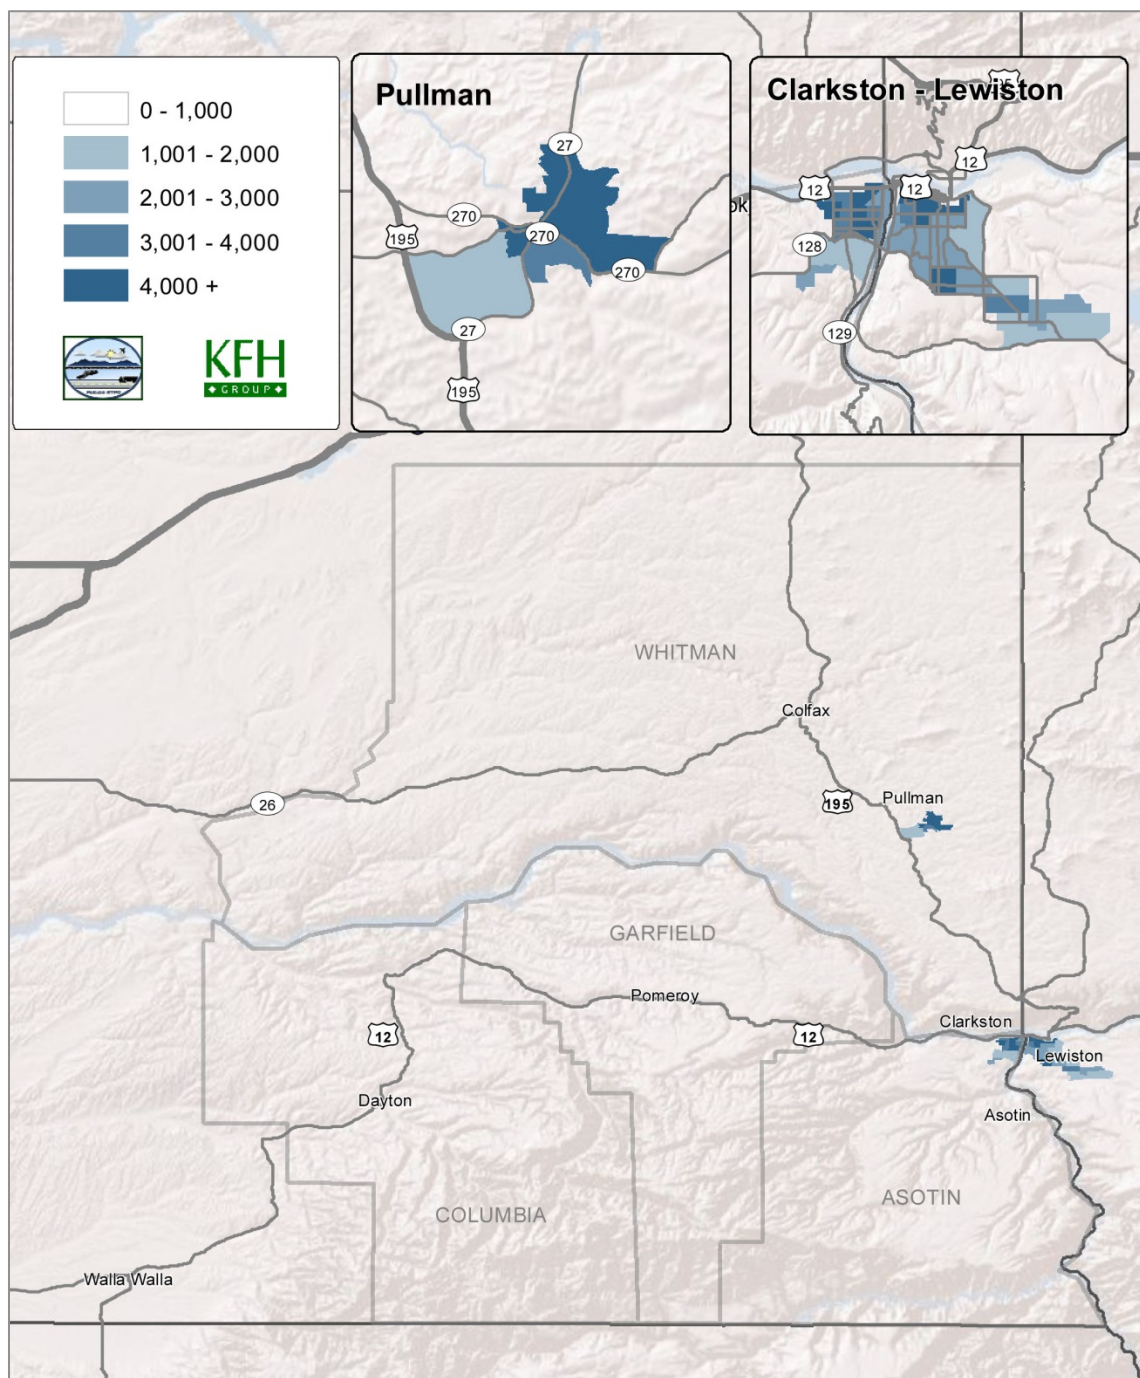 0 - 1,000
1,001 - 2,000
2,001 - 3,000
3,001 - 4,000
4,000 +
KFH
GROUP
Pullman
27
270
195
270
270
27
195
Clarkston - Lewiston
12
12
12
128
129
WHITMAN
Colfax
26
195
Pullman
GARFIELD
Pomeroy
12
12
Clarkston
Lewiston
Dayton
Asotin
COLUMBIA
ASOTIN
Walla Walla